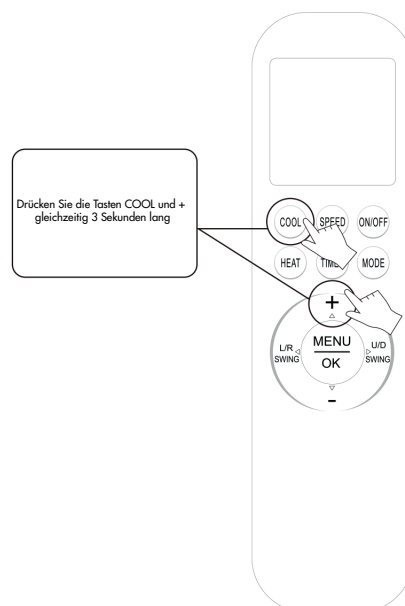 Drücken Sie die Tasten COOL und +
gleichzeitig 3 Sekunden lang
COOL SPEED ON/OFF
HEAT MODE
+
L/R SWING MENU OK U/D SWING
-